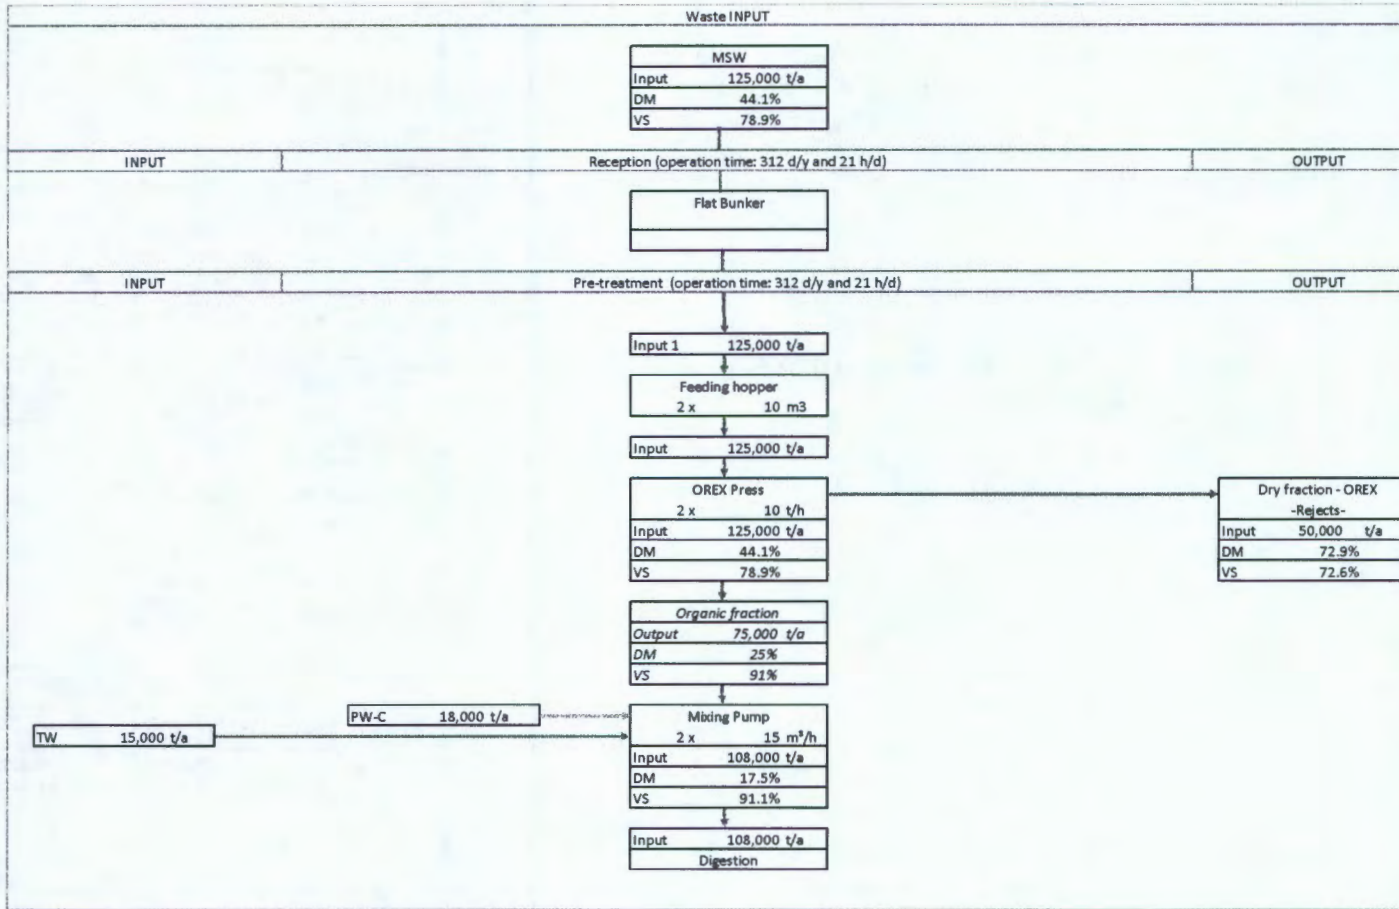 Waste INPUT
MSW
Input 125,000 t/a
DM 44.1%
VS 78.9%
INPUT Reception (operation time: 312 d/y and 21 h/d) OUTPUT
Flat Bunker
INPUT Pre-treatment (operation time: 312 d/y and 21 h/d) OUTPUT
Input 1 125,000 t/a
Feeding hopper
2 x 10 m3
Input 125,000 t/a
OREX Press
2 x 10 t/h
Input 125,000 t/a
DM 44.1%
VS 78.9%
Dry fraction - OREX
-Rejects-
Input 50,000 t/a
DM 72.9%
VS 72.6%
Organic fraction
Output 75,000 t/a
DM 25%
VS 91%
PW-C 18,000 t/a
TW 15,000 t/a
Mixing Pump
2 x 15 m³/h
Input 108,000 t/a
DM 17.5%
VS 91.1%
Input 108,000 t/a
Digestion